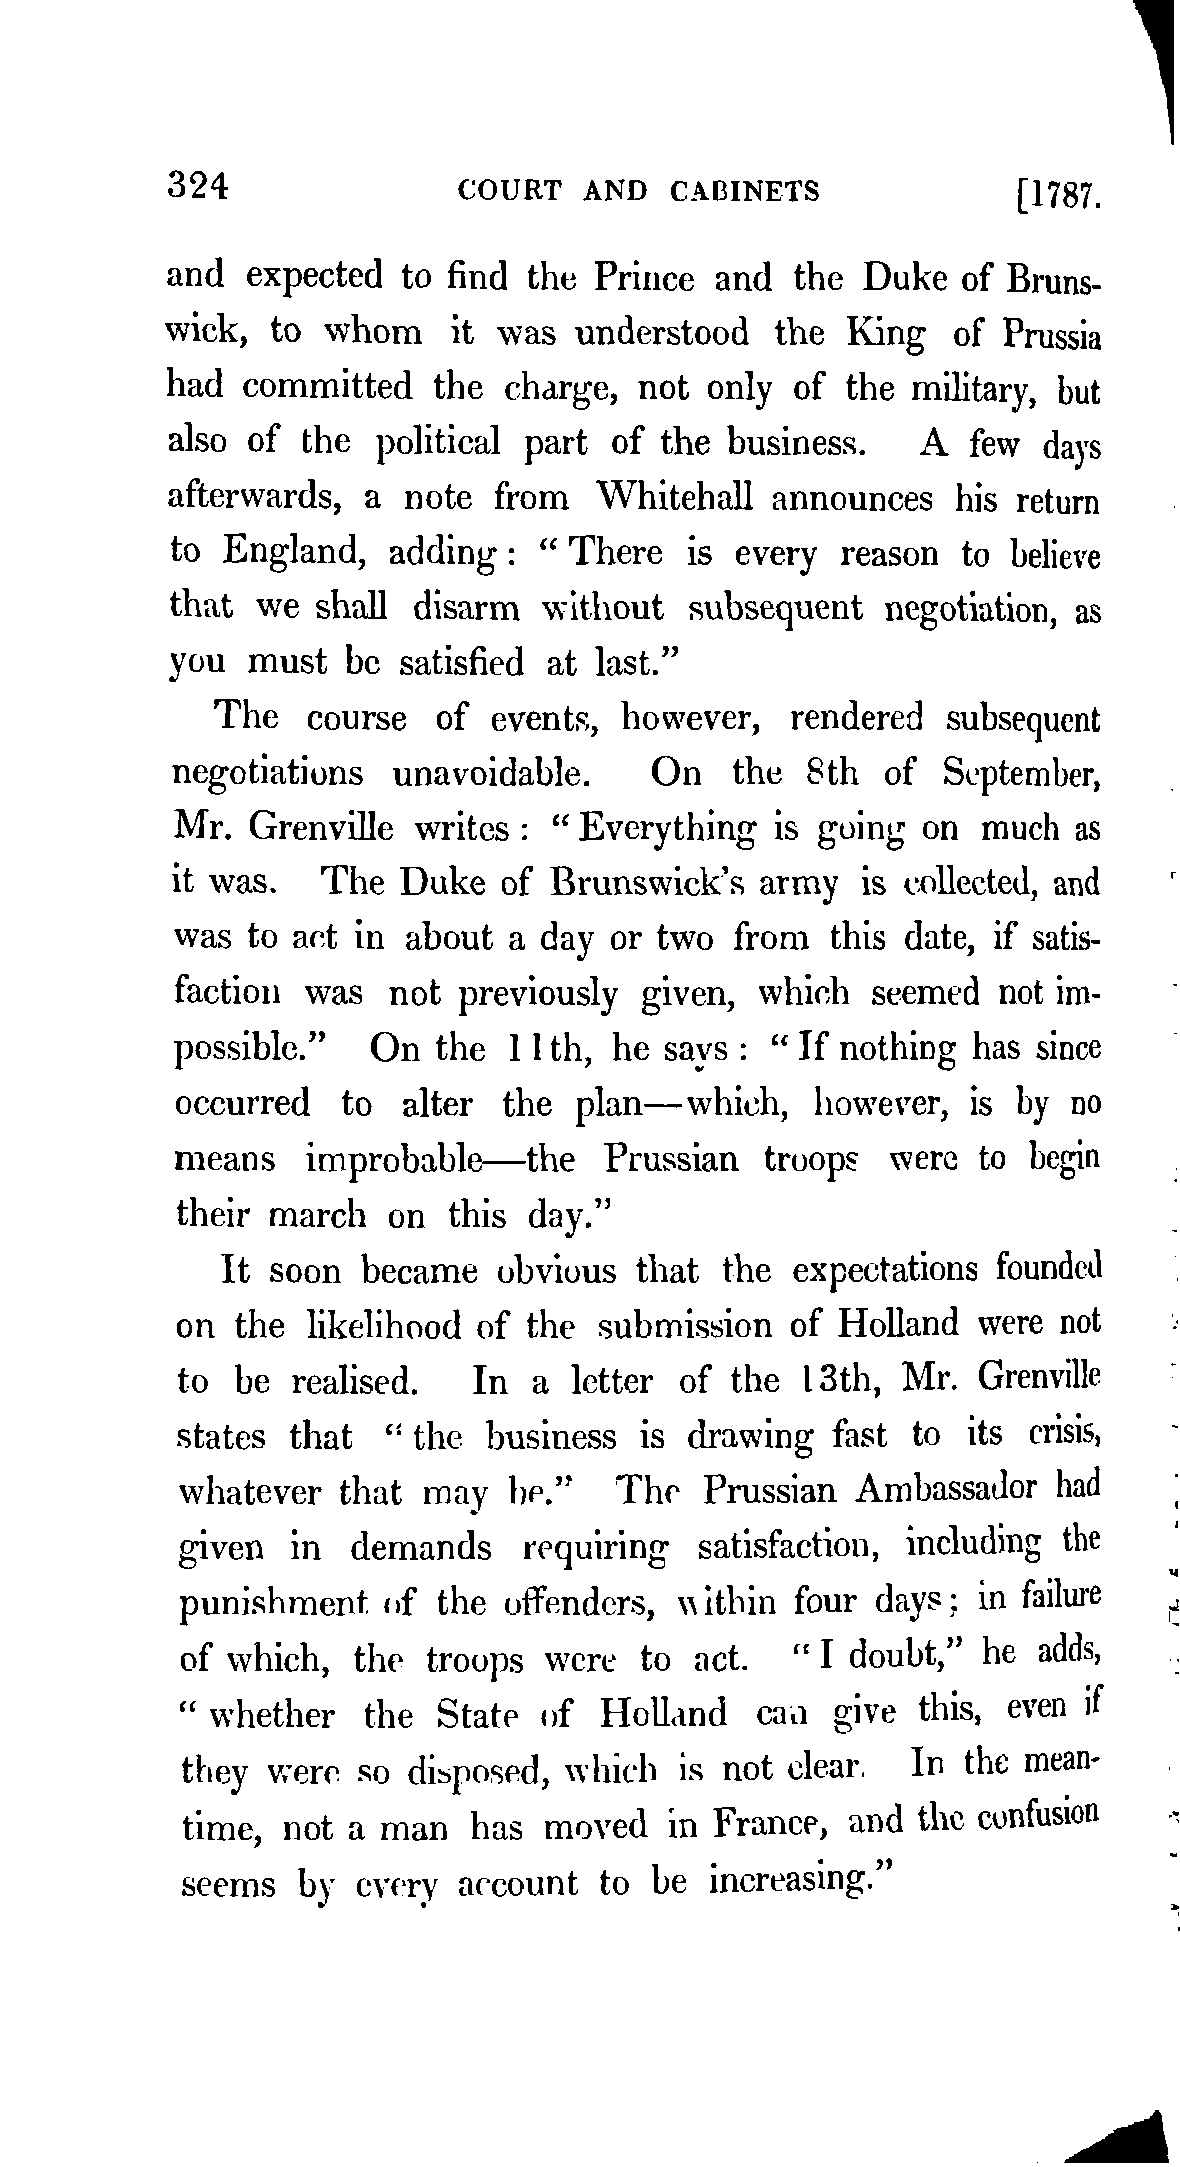 324 COURT AND CABINETS [1787.
and expected to find the Prince and the Duke of Bruns-
wick, to whom it was understood the King of Prussia
had committed the charge, not only of the military, but
also of the political part of the business. A few days
afterwards, a note from Whitehall announces his return
to England, adding: “There is every reason to believe
that we shall disarm without subsequent negotiation, as
you must be satisfied at last.”
The course of events, however, rendered subsequent
negotiations unavoidable. On the 8th of September,
Mr. Grenville writes: “Everything is going on much as
it was. The Duke of Brunswick’s army is collected, and
was to act in about a day or two from this date, if satis-
faction was not previously given, which seemed not im-
possible.” On the 11th, he says: “If nothing has since
occurred to alter the plan—which, however, is by no
means improbable—the Prussian troops were to begin
their march on this day.”
It soon became obvious that the expectations founded
on the likelihood of the submission of Holland were not
to be realised. In a letter of the 13th, Mr. Grenville
states that “the business is drawing fast to its crisis,
whatever that may be.” The Prussian Ambassador had
given in demands requiring satisfaction, including the
punishment of the offenders, within four days; in failure
of which, the troops were to act. “I doubt,” he adds,
“whether the State of Holland can give this, even if
they were so disposed, which is not clear. In the mean-
time, not a man has moved in France, and the confusion
seems by every account to be increasing.”